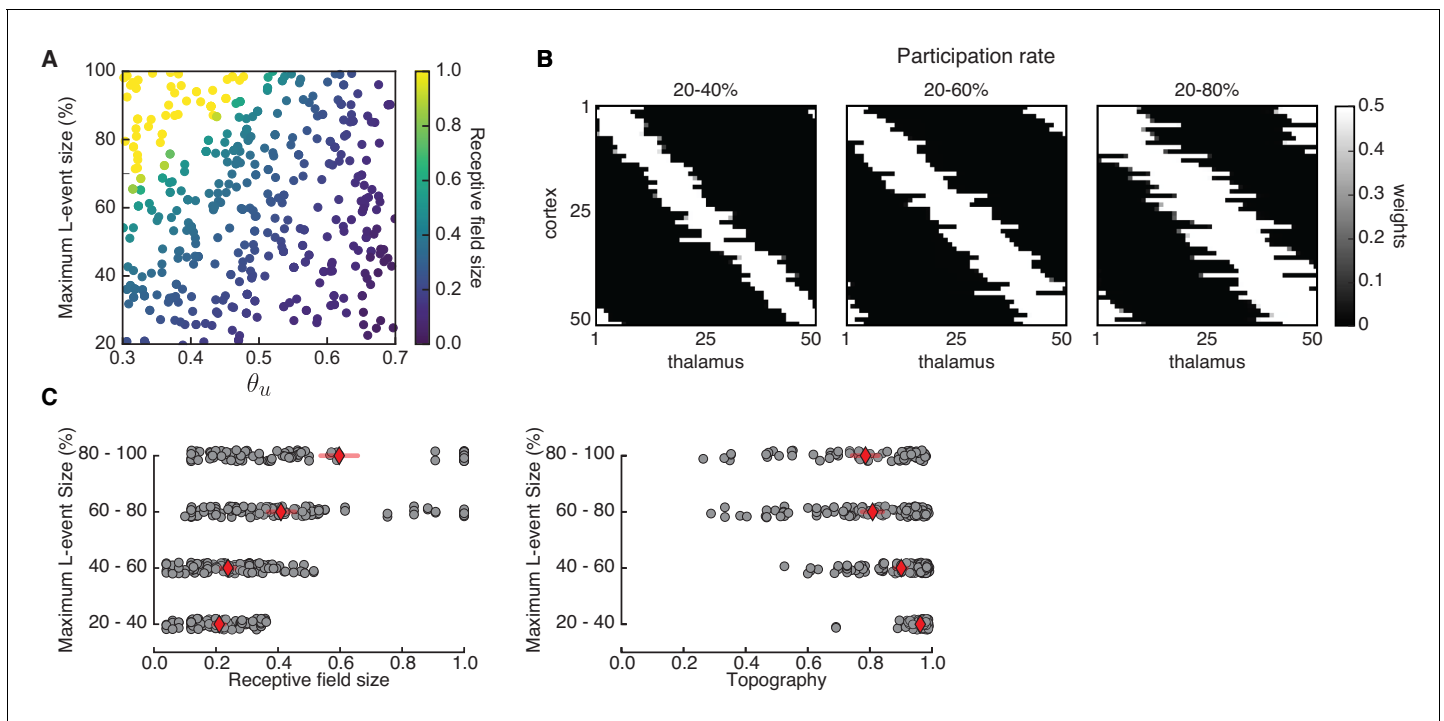 A
Maximum L-event size (%)
100
80
60
40
20
0.3
0.4
0.5
0.6
0.7
θu
1.0
0.8
0.6
0.4
0.2
0.0
Receptive field size
B
Participation rate
20-40%
20-60%
20-80%
cortex
1
25
50
1
25
50
thalamus
1
25
50
thalamus
1
25
50
thalamus
0.5
0.4
0.3
0.2
0.1
0
weights
C
Maximum L-event Size (%)
80 - 100
60 - 80
40 - 60
20 - 40
0.0
0.2
0.4
0.6
0.8
1.0
Receptive field size
Maximum L-event Size (%)
80 - 100
60 - 80
40 - 60
20 - 40
0.0
0.2
0.4
0.6
0.8
1.0
Topography